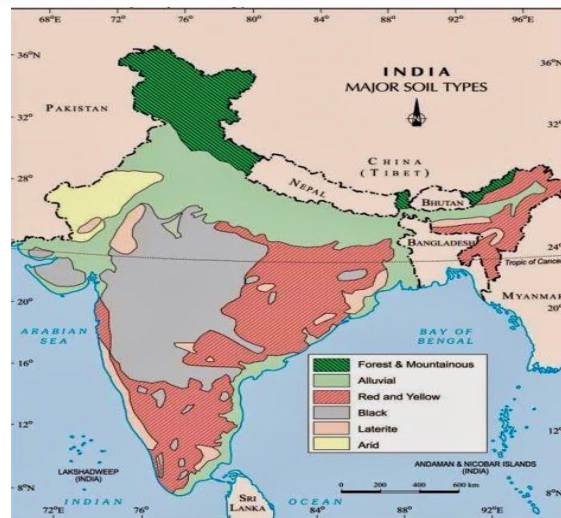 68° 72° 76° 80° 84° 88° 92° 96°E
36°N
36°
32°
32°
28°
28°
24°
24°
20°
20°
16°
16°
12°
12°
8°N
8°
72°E 76° 80° 84° 88° 92°
INDIA
MAJOR SOIL TYPES
N
PAKISTAN
CHINA
(TIBET)
NEPAL
BHUTAN
BANGLADESH
Tropic of Cancer
MYANMAR
ARABIAN
SEA
BAY OF
BENGAL
Forest & Mountainous
Alluvial
Red and Yellow
Black
Laterite
Arid
LAKSHADWEEP
(INDIA)
ANDAMAN & NICOBAR ISLANDS
(INDIA)
INDIAN OCEAN
SRI
LANKA
0 200 400 600 km